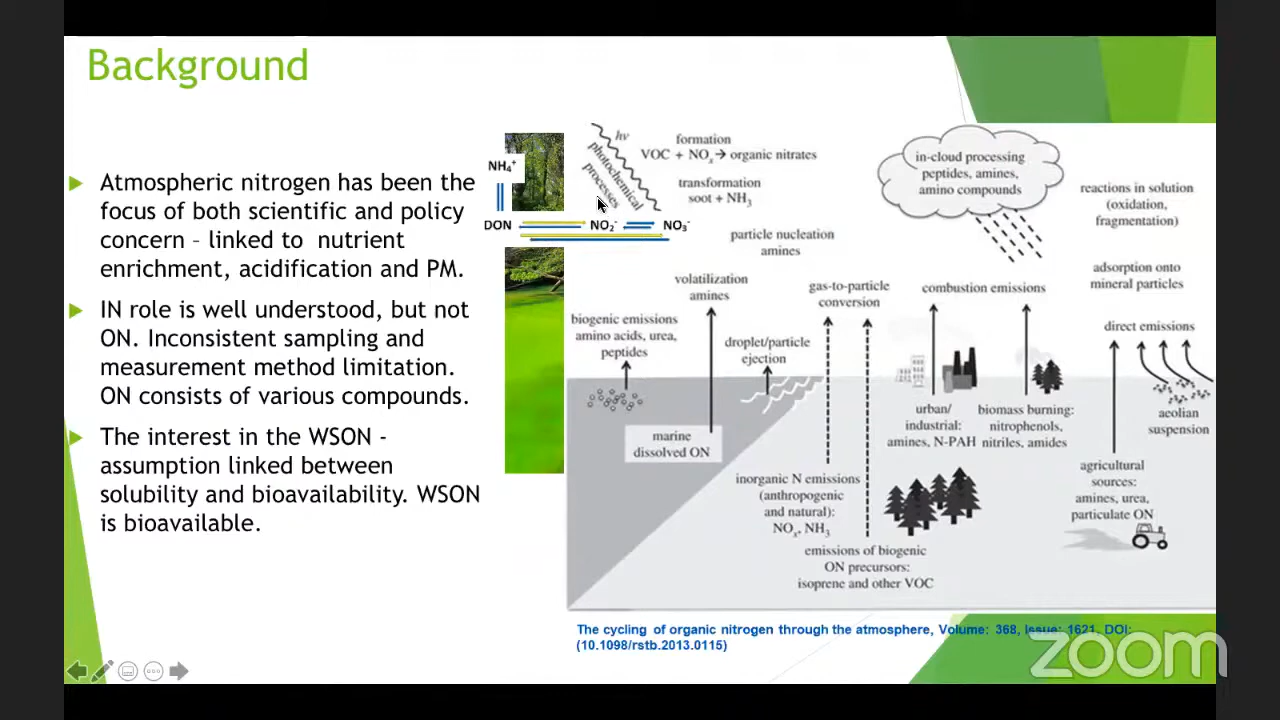 Background
Atmospheric nitrogen has been the
focus of both scientific and policy
concern – linked to nutrient
enrichment, acidification and PM.
IN role is well understood, but not
ON. Inconsistent sampling and
measurement method limitation.
ON consists of various compounds.
The interest in the WSON -
assumption linked between
solubility and bioavailability. WSON
is bioavailable.
NH₄⁺
DON
NO₂⁻
NO₃⁻
hν
photochemical
processes
formation
VOC + NOₓ → organic nitrates
transformation
soot + NH₃
particle nucleation
amines
in-cloud processing
peptides, amines,
amino compounds
reactions in solution
(oxidation,
fragmentation)
adsorption onto
mineral particles
volatilization
amines
gas-to-particle
conversion
combustion emissions
direct emissions
biogenic emissions
amino acids, urea,
peptides
droplet/particle
ejection
marine
dissolved ON
urban/
industrial:
amines, N-PAH
biomass burning:
nitrophenols,
nitriles, amides
aeolian
suspension
inorganic N emissions
(anthropogenic
and natural):
NOₓ, NH₃
agricultural
sources:
amines, urea,
particulate ON
emissions of biogenic
ON precursors:
isoprene and other VOC
The cycling of organic nitrogen through the atmosphere, Volume: 368, Issue: 1621, DOI:
(10.1098/rstb.2013.0115)
zoom